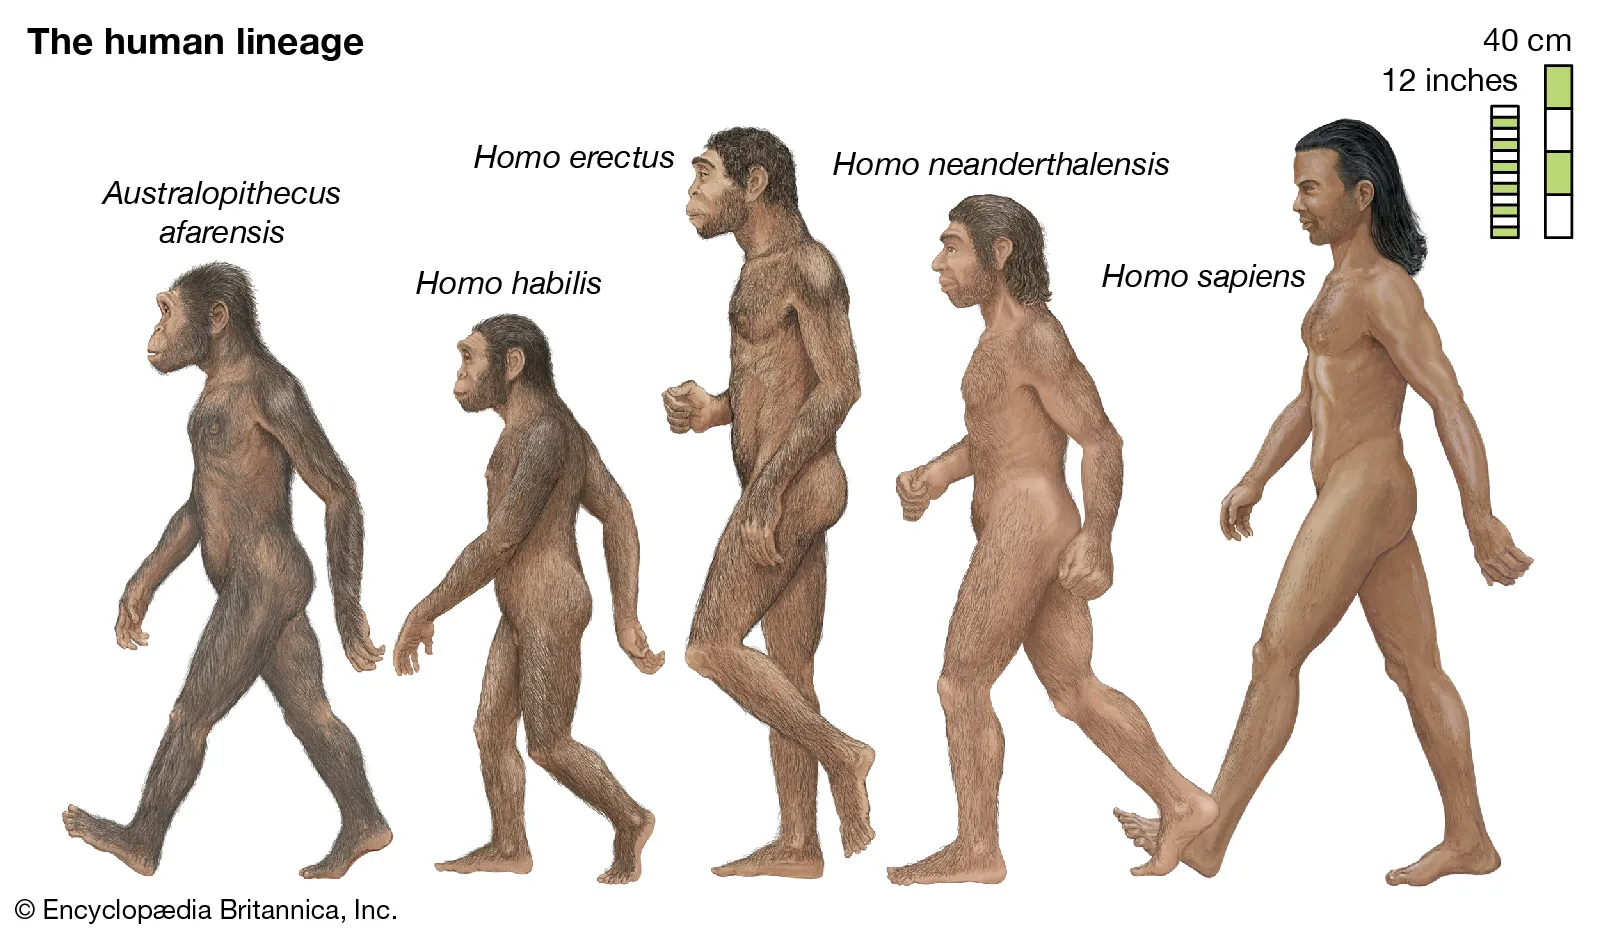 The human lineage
40 cm
12 inches
Homo erectus
Homo neanderthalensis
Australopithecus
afarensis
Homo habilis
Homo sapiens
© Encyclopædia Britannica, Inc.